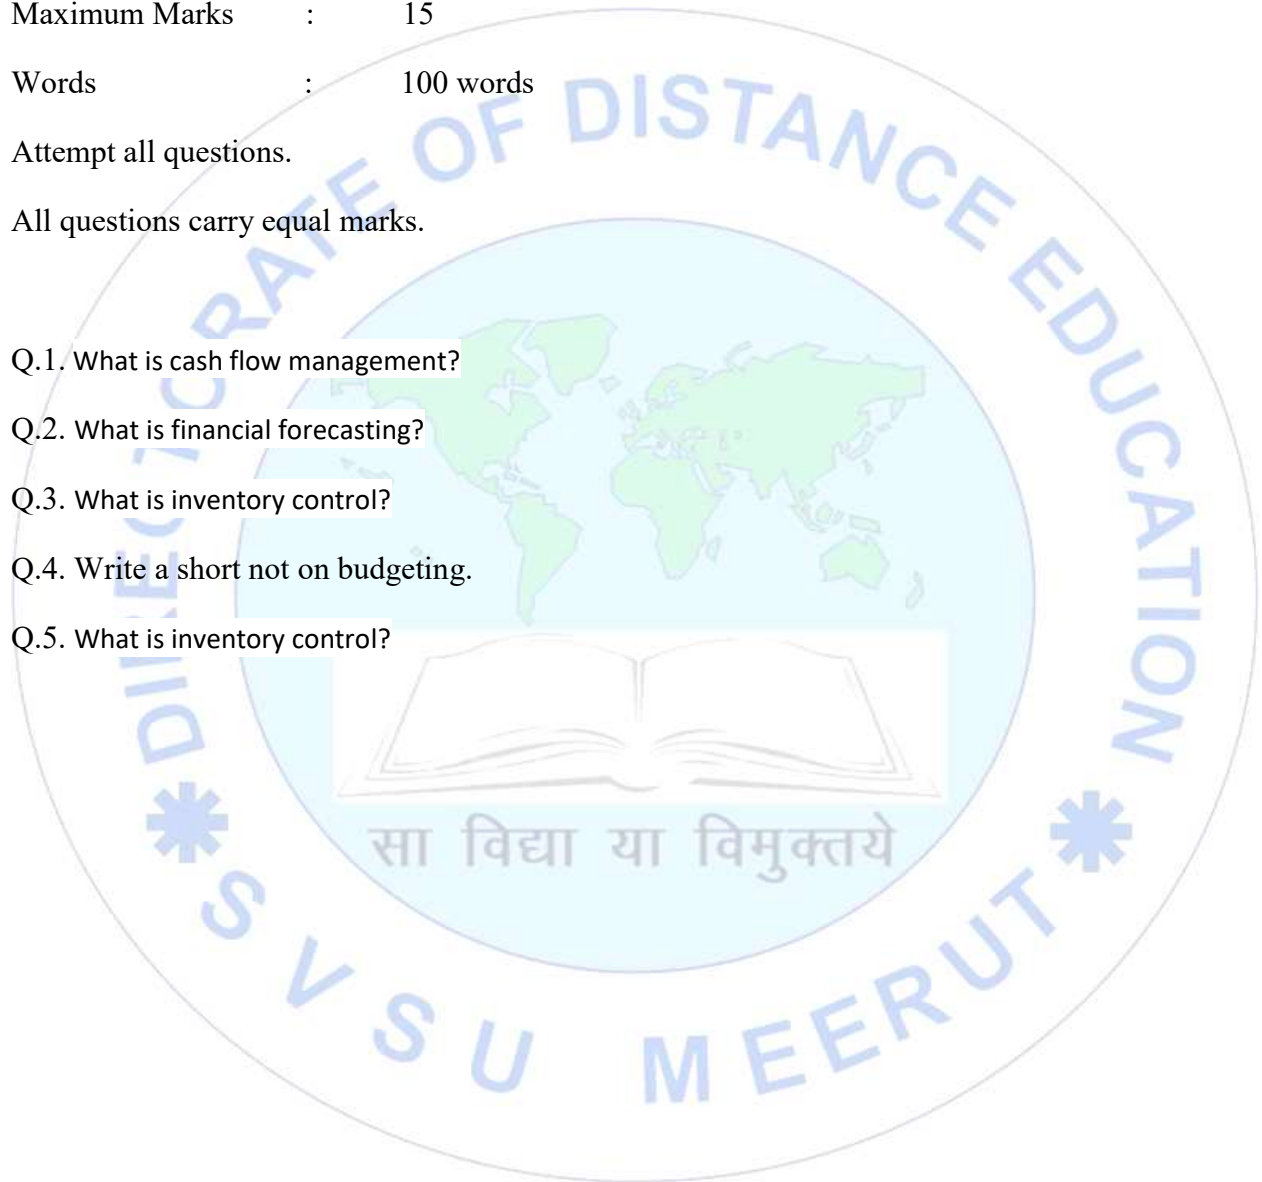 Maximum Marks : 15
Words : 100 words
Attempt all questions.
All questions carry equal marks.
Q.1. What is cash flow management?
Q.2. What is financial forecasting?
Q.3. What is inventory control?
Q.4. Write a short not on budgeting.
Q.5. What is inventory control?
DIRECTORATE OF DISTANCE EDUCATION
सा विद्या या विमुक्तये
* SVSU MEERUT *